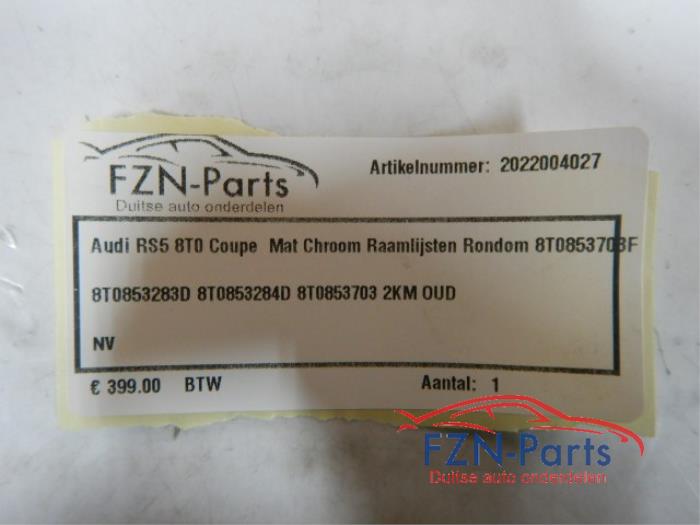 FZN-Parts
Duitse auto onderdelen
Artikelnummer: 2022004027
Audi RS5 8T0 Coupe Mat Chroom Raamlijsten Rondom 8T0853703F
8T0853283D 8T0853284D 8T0853703 2KM OUD
NV
€ 399.00 BTW
Aantal: 1
FZN-Parts
Duitse auto onderdelen